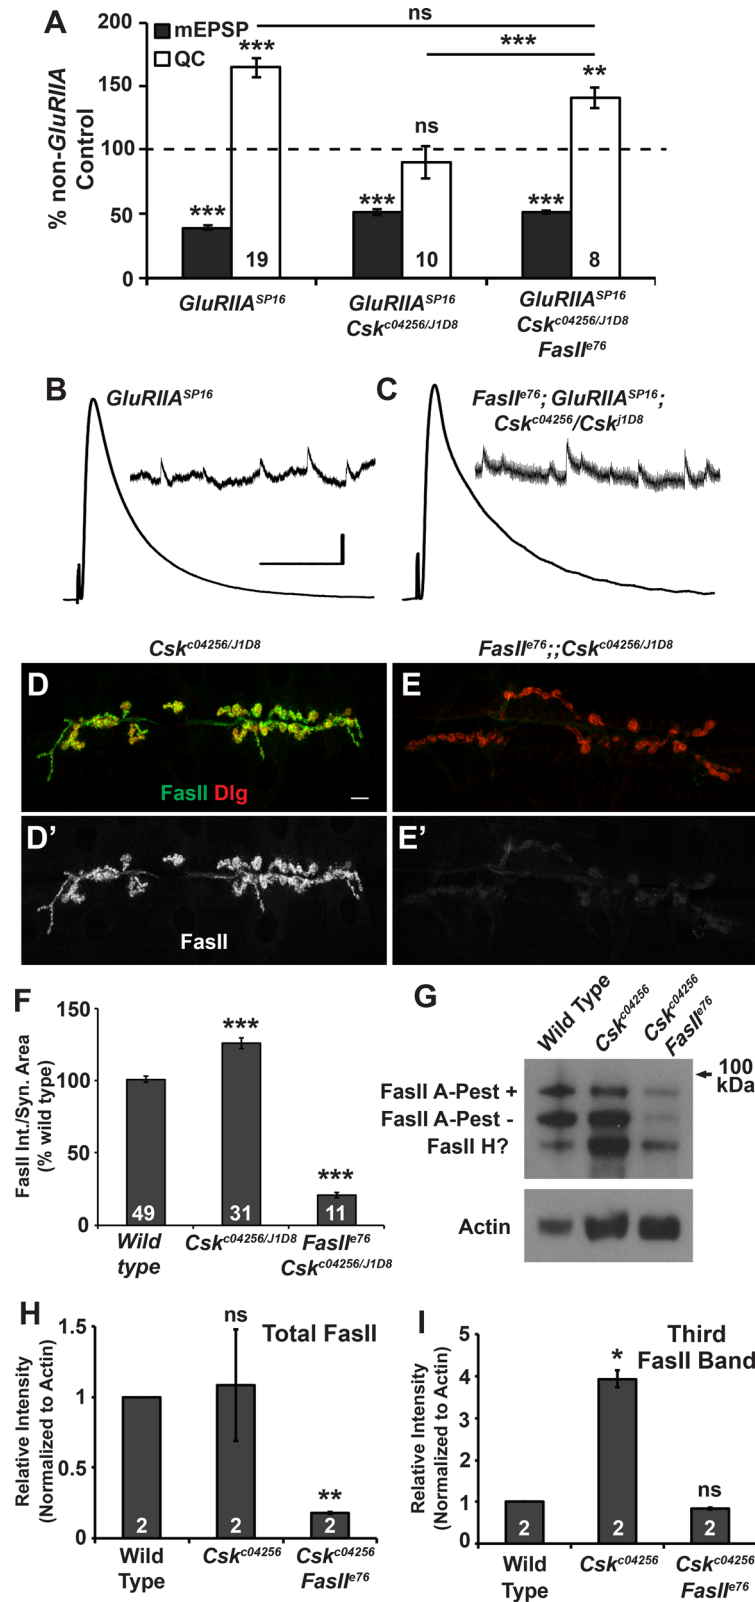 A
200
150
100
50
0
% non-GluRIIA
Control
mEPSP
QC
ns
***
***
ns
**
***
***
***
19
10
8
GluRIIA^SP16
GluRIIA^SP16
Csk^c04256/J1D8
GluRIIA^SP16
Csk^c04256/J1D8
FasII^e76
B
GluRIIA^SP16
C
FasII^e76; GluRIIA^SP16;
Csk^c04256/Csk^j1D8
Csk^c04256/J1D8
FasII^e76;;Csk^c04256/J1D8
D
FasII Dlg
E
D’
FasII
E’
F
150
100
50
0
FasII Int./Syn. Area
(% wild type)
***
***
49
31
11
Wild
type
Csk^c04256/J1D8
FasII^e76
Csk^c04256/J1D8
G
Wild Type
Csk^c04256
Csk^c04256
FasII^e76
100
kDa
FasII A-Pest +
FasII A-Pest -
FasII H?
Actin
H
1.5
1
0.5
0
Relative Intensity
(Normalized to Actin)
Total FasII
ns
**
2
2
2
Wild
Type
Csk^c04256
Csk^c04256
FasII^e76
I
5
4
3
2
1
0
Relative Intensity
(Normalized to Actin)
Third
FasII Band
*
ns
2
2
2
Wild
Type
Csk^c04256
Csk^c04256
FasII^e76